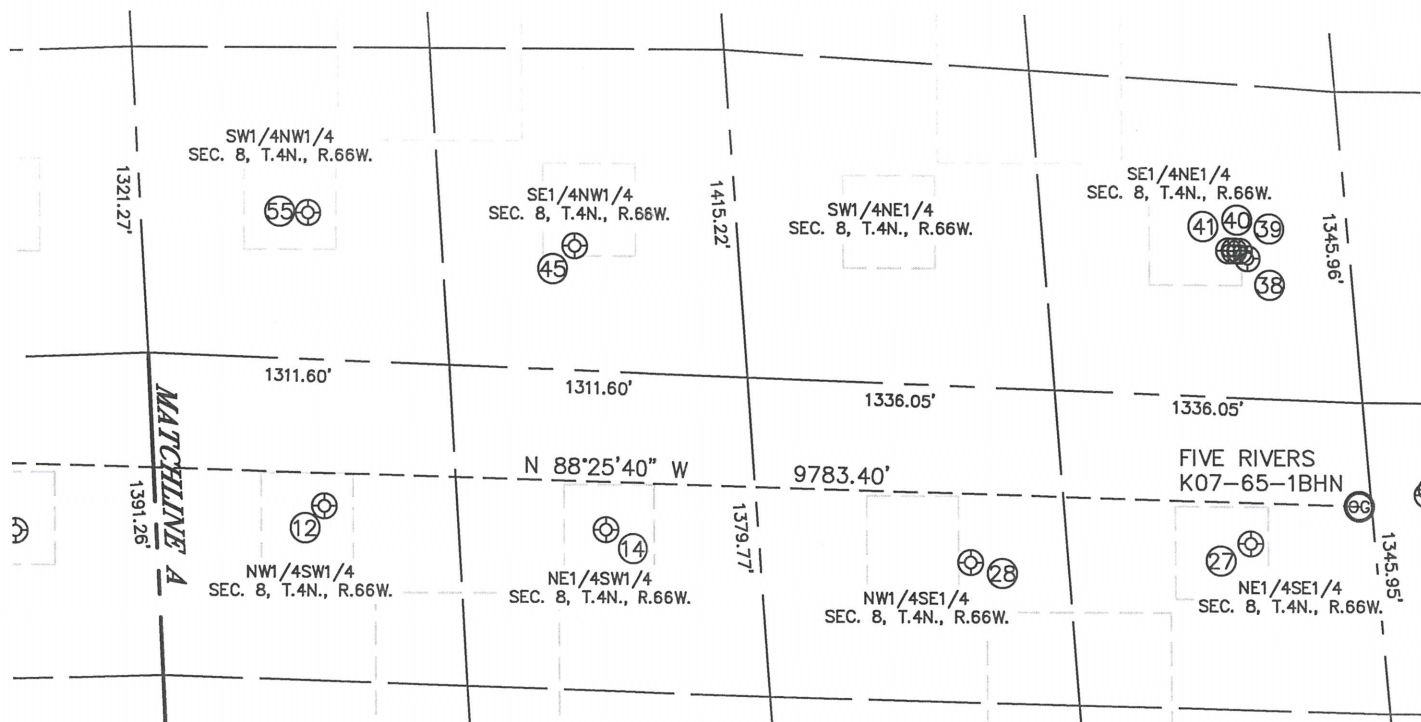 SW1/4NW1/4
SEC. 8, T.4N., R.66W.
55
1321.27'
SE1/4NW1/4
SEC. 8, T.4N., R.66W.
45
1415.22'
SW1/4NE1/4
SEC. 8, T.4N., R.66W.
SE1/4NE1/4
SEC. 8, T.4N., R.66W.
41
40
39
38
1345.96'
1311.60'
1311.60'
1336.05'
1336.05'
MATCHLINE A
N 88°25'40" W
9783.40'
FIVE RIVERS
K07-65-1BHN
OG
1391.26'
12
NW1/4SW1/4
SEC. 8, T.4N., R.66W.
14
NE1/4SW1/4
SEC. 8, T.4N., R.66W.
1379.77'
28
NW1/4SE1/4
SEC. 8, T.4N., R.66W.
27
NE1/4SE1/4
SEC. 8, T.4N., R.66W.
1345.95'